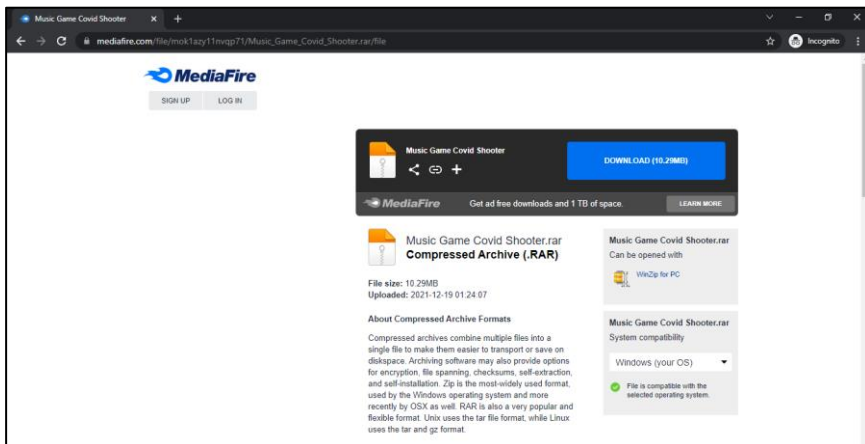 Music Game Covid Shooter
mediafire.com/file/mok1azy11nvqp71/Music_Game_Covid_Shooter.rar/file
Incognito
MediaFire
SIGN UP LOG IN
Music Game Covid Shooter
DOWNLOAD (10.29MB)
MediaFire Get ad free downloads and 1 TB of space. LEARN MORE
Music Game Covid Shooter.rar
Compressed Archive (.RAR)
File size: 10.29MB
Uploaded: 2021-12-19 01:24:07
About Compressed Archive Formats
Compressed archives combine multiple files into a
single file to make them easier to transport or save on
diskspace. Archiving software may also provide options
for encryption, file spanning, checksums, self-extraction,
and self-installation. Zip is the most-widely used format,
used by the Windows operating system and more
recently by OSX as well. RAR is also a very popular and
flexible format. Unix uses the tar file format, while Linux
uses the tar and gz format.
Music Game Covid Shooter.rar
Can be opened with
WinZip for PC
Music Game Covid Shooter.rar
System compatibility
Windows (your OS)
File is compatible with the
selected operating system.